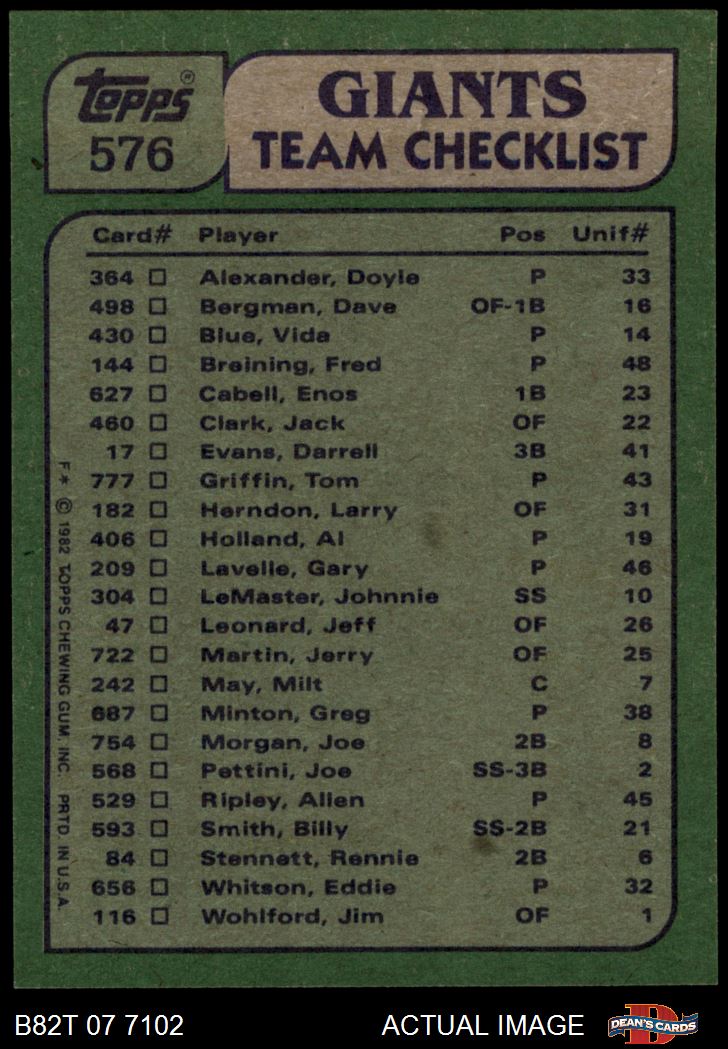 Topps ®
576
GIANTS
TEAM CHECKLIST
Card# Player Pos Unif#
364 Alexander, Doyle P 33
498 Bergman, Dave OF-1B 16
430 Blue, Vida P 14
144 Breining, Fred P 48
627 Cabell, Enos 1B 23
460 Clark, Jack OF 22
17 Evans, Darrell 3B 41
777 Griffin, Tom P 43
182 Herndon, Larry OF 31
406 Holland, Al P 19
209 Lavelle, Gary P 46
304 LeMaster, Johnnie SS 10
47 Leonard, Jeff OF 26
722 Martin, Jerry OF 25
242 May, Milt C 7
687 Minton, Greg P 38
754 Morgan, Joe 2B 8
568 Pettini, Joe SS-3B 2
529 Ripley, Allen P 45
593 Smith, Billy SS-2B 21
84 Stennett, Rennie 2B 6
656 Whitson, Eddie P 32
116 Wohlford, Jim OF 1
F* © 1982 TOPPS CHEWING GUM, INC. PRTD. IN U.S.A.
B82T 07 7102 ACTUAL IMAGE
D
DEAN'S CARDS